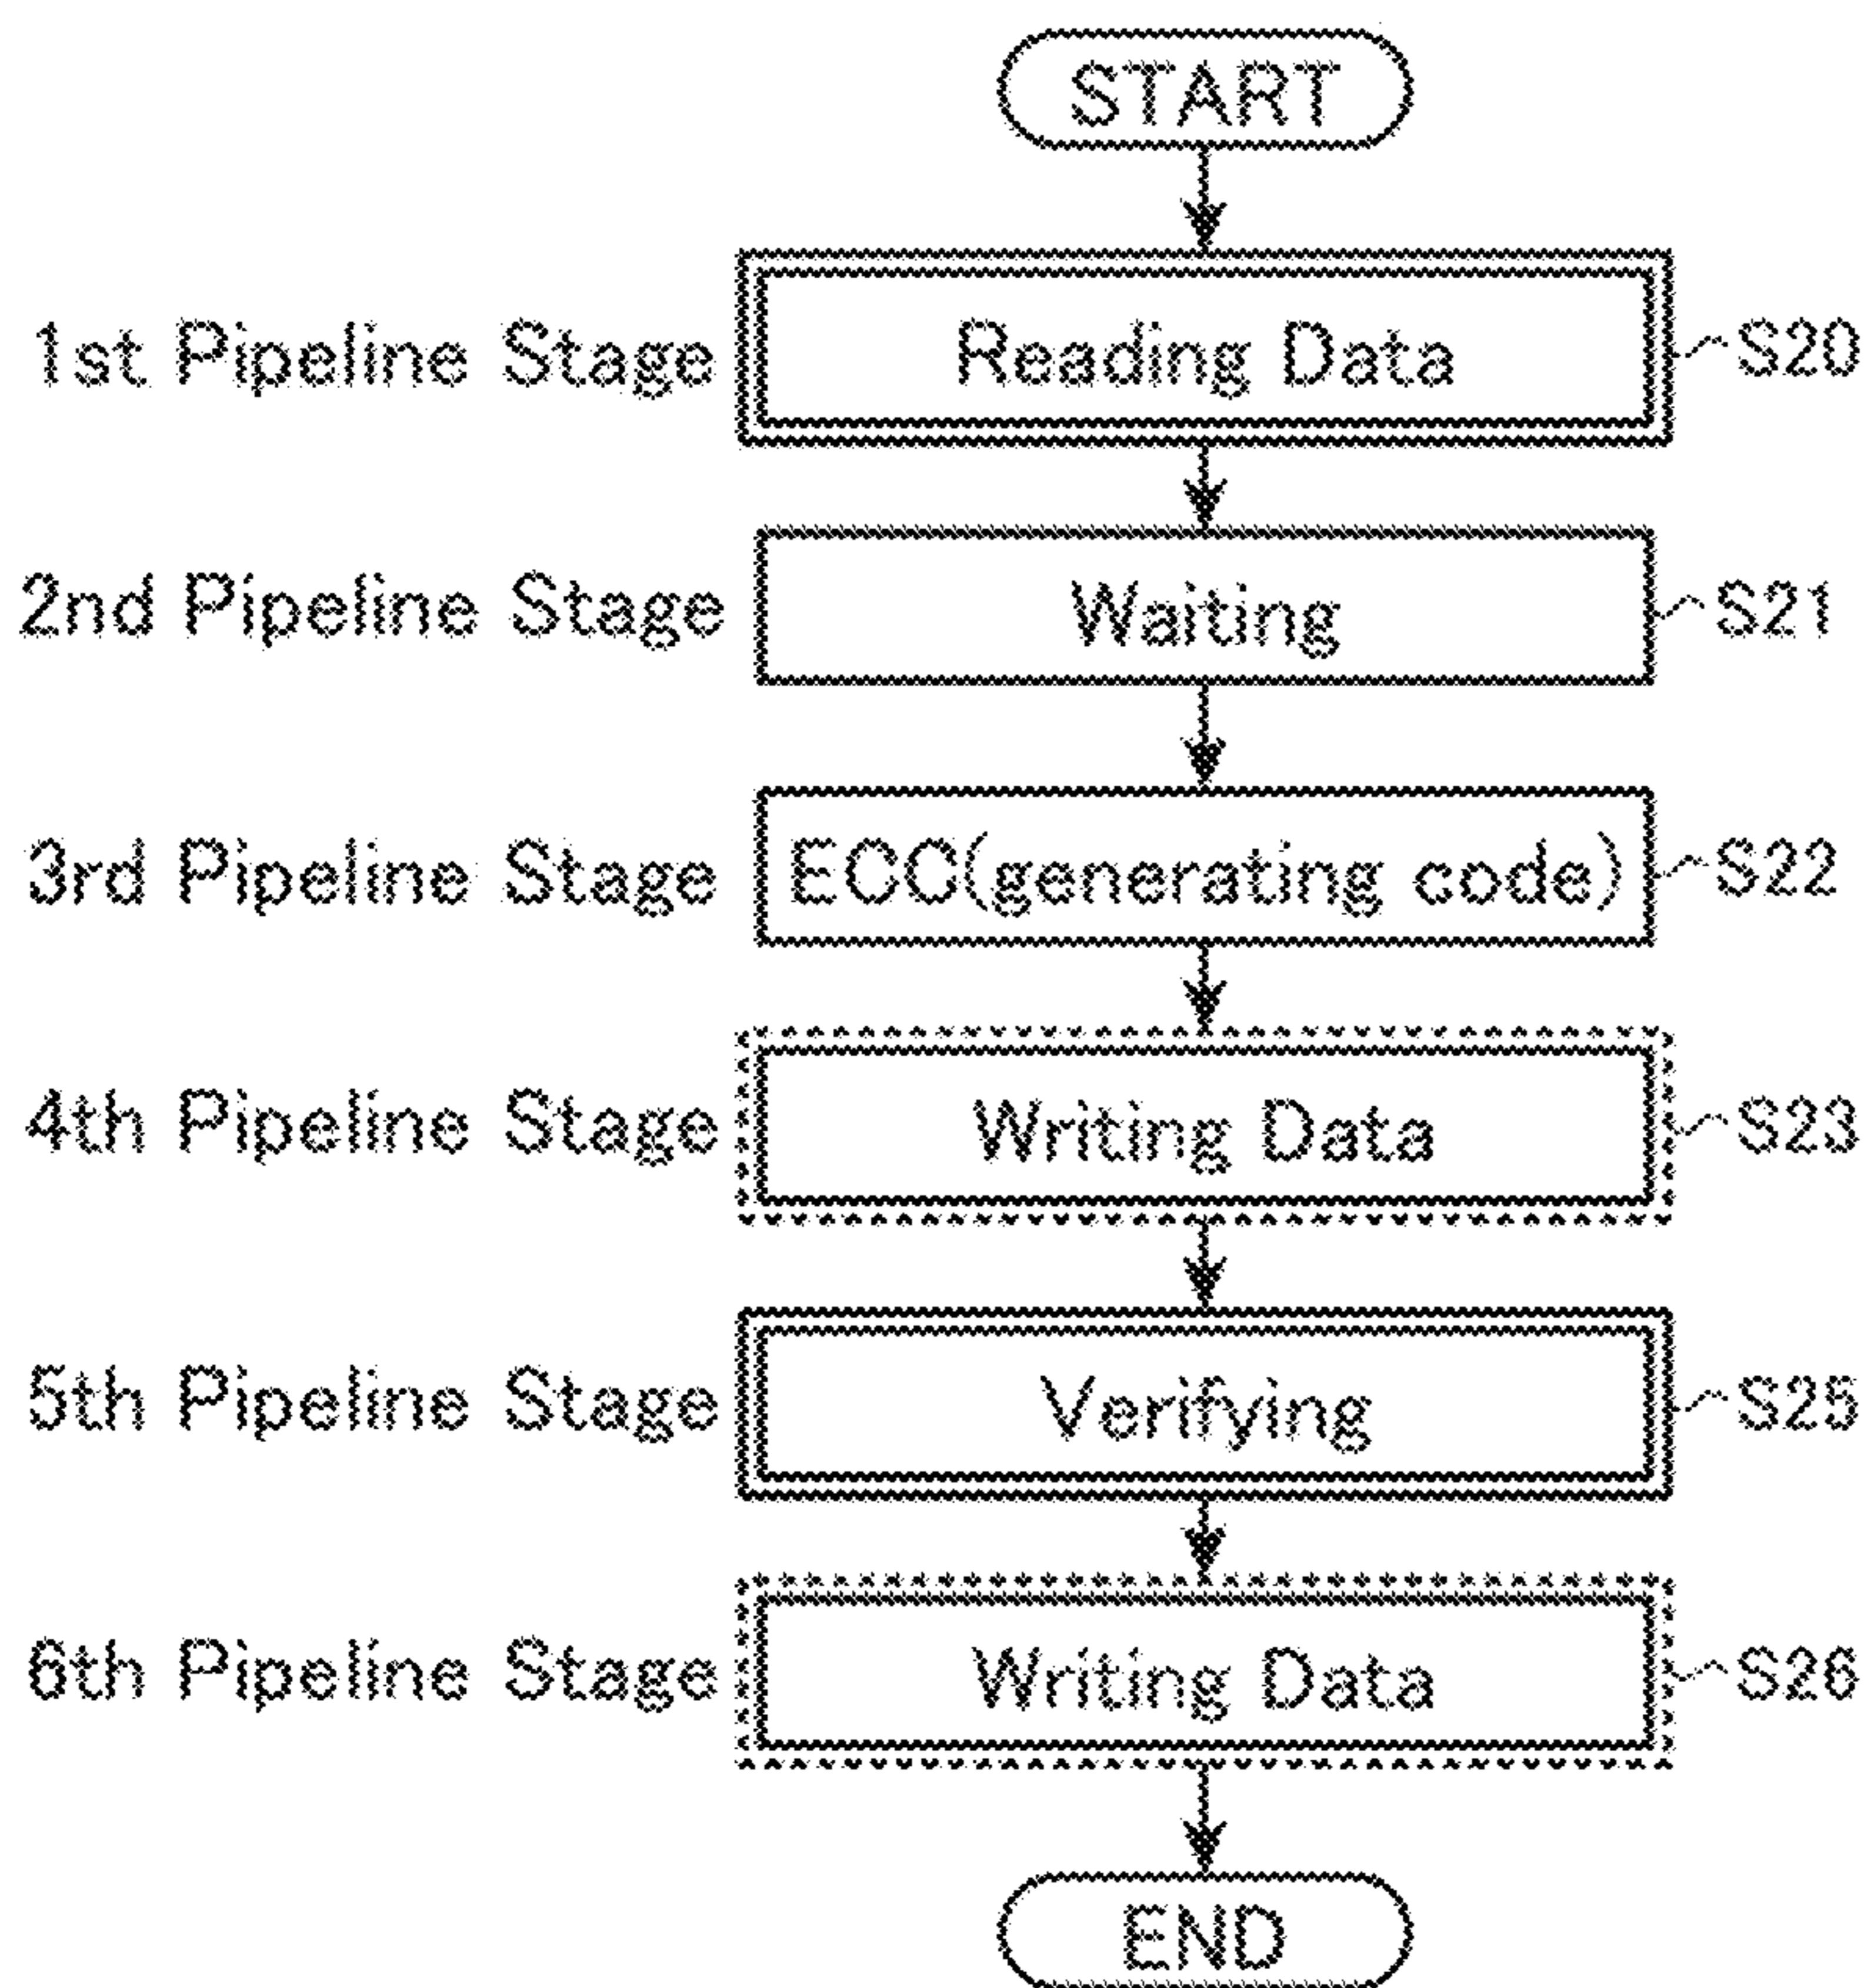 START
1st Pipeline Stage Reading Data S20
2nd Pipeline Stage Waiting S21
3rd Pipeline Stage ECC(generating code) S22
4th Pipeline Stage Writing Data S23
5th Pipeline Stage Verifying S25
6th Pipeline Stage Writing Data S26
END